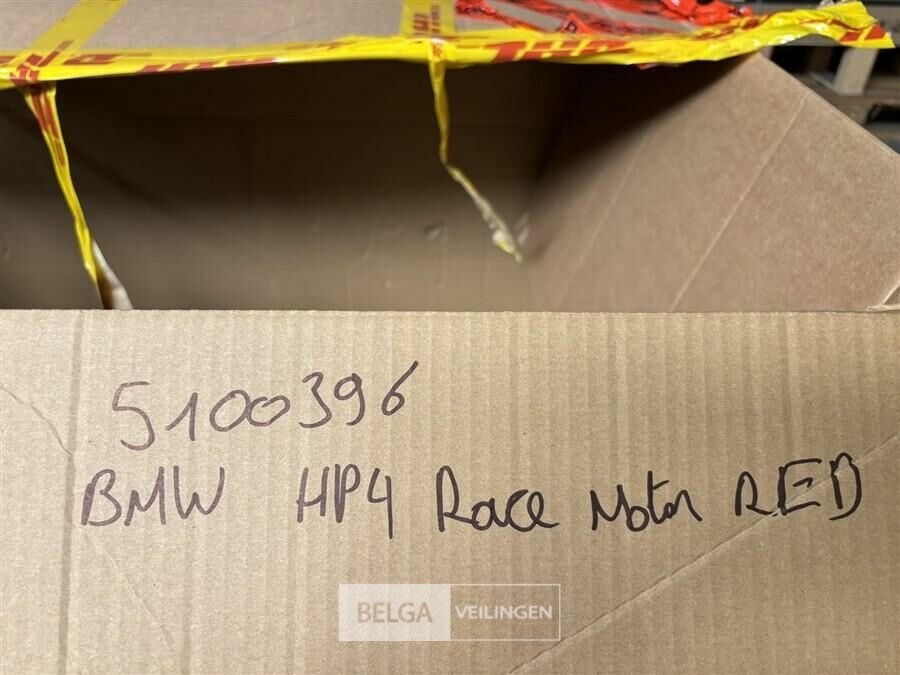 5100396
BMW HP4 Race Motor RED
BELGA VEILINGEN